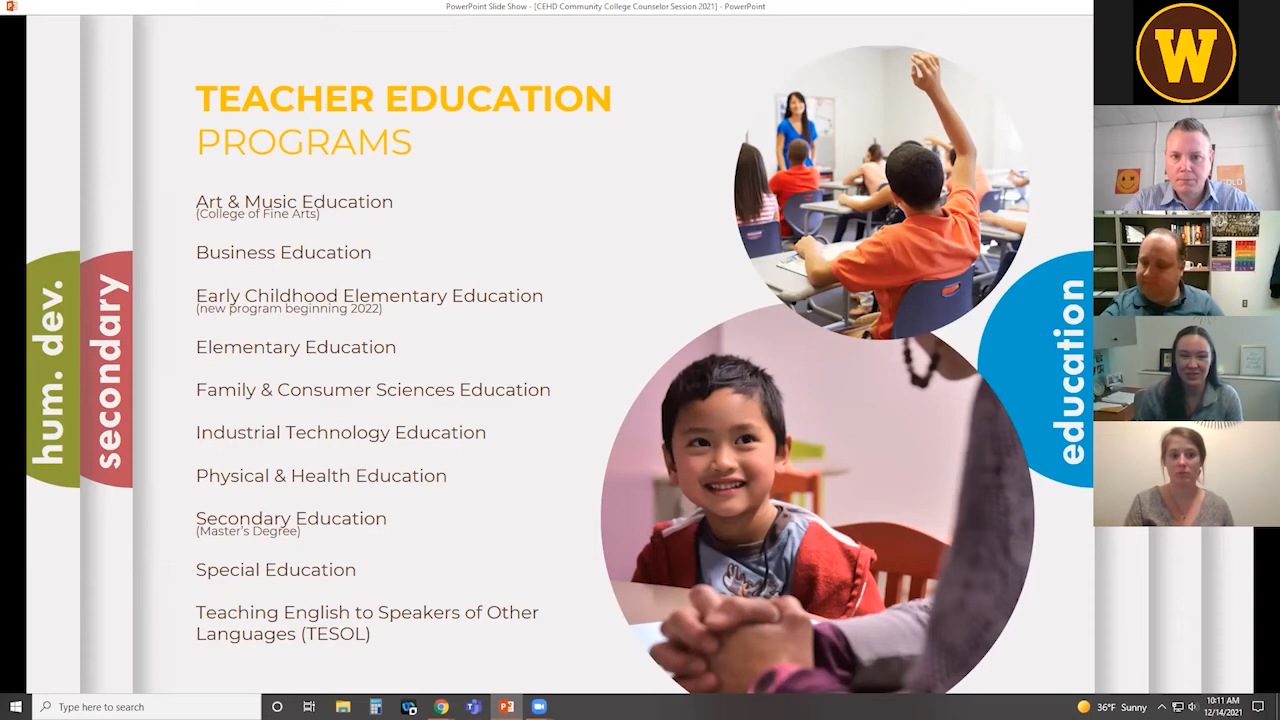 PowerPoint Slide Show - [CEHD Community College Counselor Session 2021] - PowerPoint
W
TEACHER EDUCATION
PROGRAMS
Art & Music Education
(College of Fine Arts)
Business Education
Early Childhood Elementary Education
(new program beginning 2022)
Elementary Education
Family & Consumer Sciences Education
Industrial Technology Education
Physical & Health Education
Secondary Education
(Master's Degree)
Special Education
Teaching English to Speakers of Other
Languages (TESOL)
hum. dev.
secondary
education
Type here to search
36°F Sunny
10:11 AM
12/14/2021